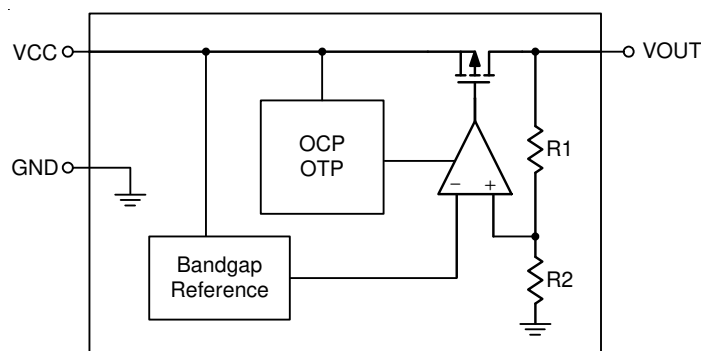 VCC
VOUT
OCP
OTP
R1
GND
− +
Bandgap
Reference
R2